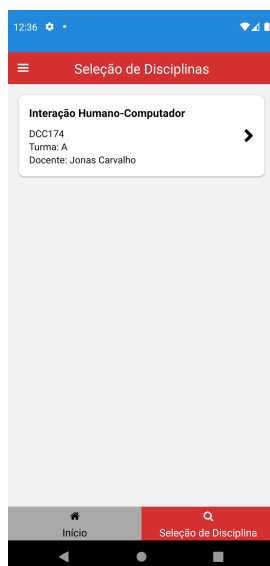 12:36
Seleção de Disciplinas
Interação Humano-Computador
DCC174
Turma: A
Docente: Jonas Carvalho
Início
Seleção de Disciplina